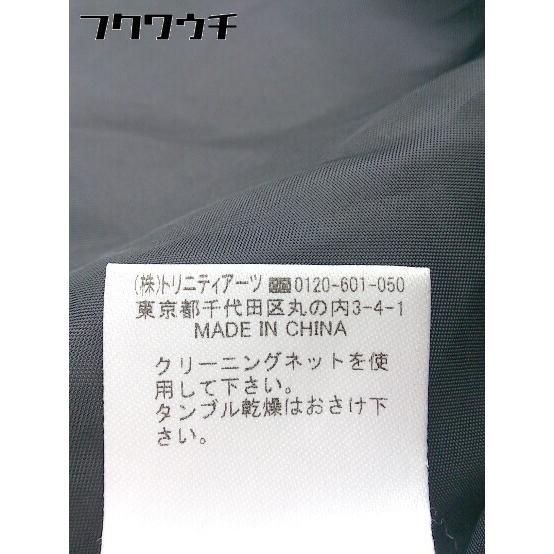 フクワウチ
(株)トリニティアーツ 0120-601-050
東京都千代田区丸の内3-4-1
MADE IN CHINA
クリーニングネットを使
用して下さい。
タンブル乾燥はおさけ下
さい。